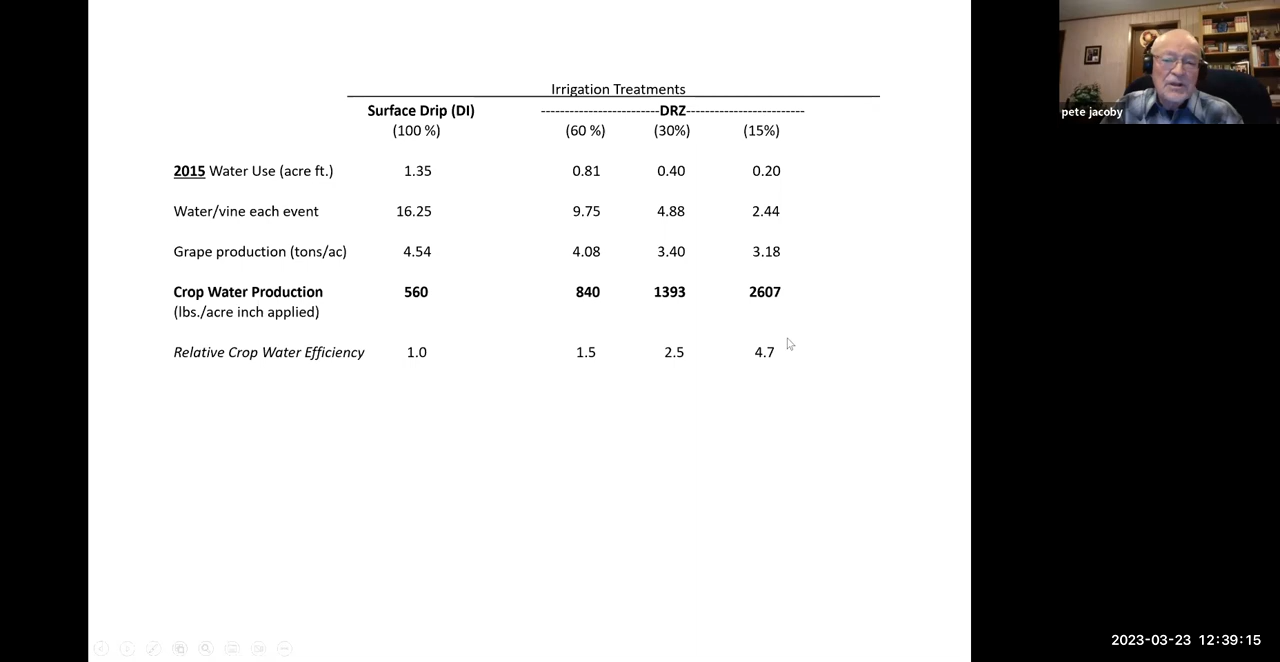 Irrigation Treatments
Surface Drip (DI) -------------------------DRZ-------------------------
(100 %) (60 %) (30%) (15%)
2015 Water Use (acre ft.) 1.35 0.81 0.40 0.20
Water/vine each event 16.25 9.75 4.88 2.44
Grape production (tons/ac) 4.54 4.08 3.40 3.18
Crop Water Production 560 840 1393 2607
(lbs./acre inch applied)
Relative Crop Water Efficiency 1.0 1.5 2.5 4.7
pete jacoby
2023-03-23 12:39:15